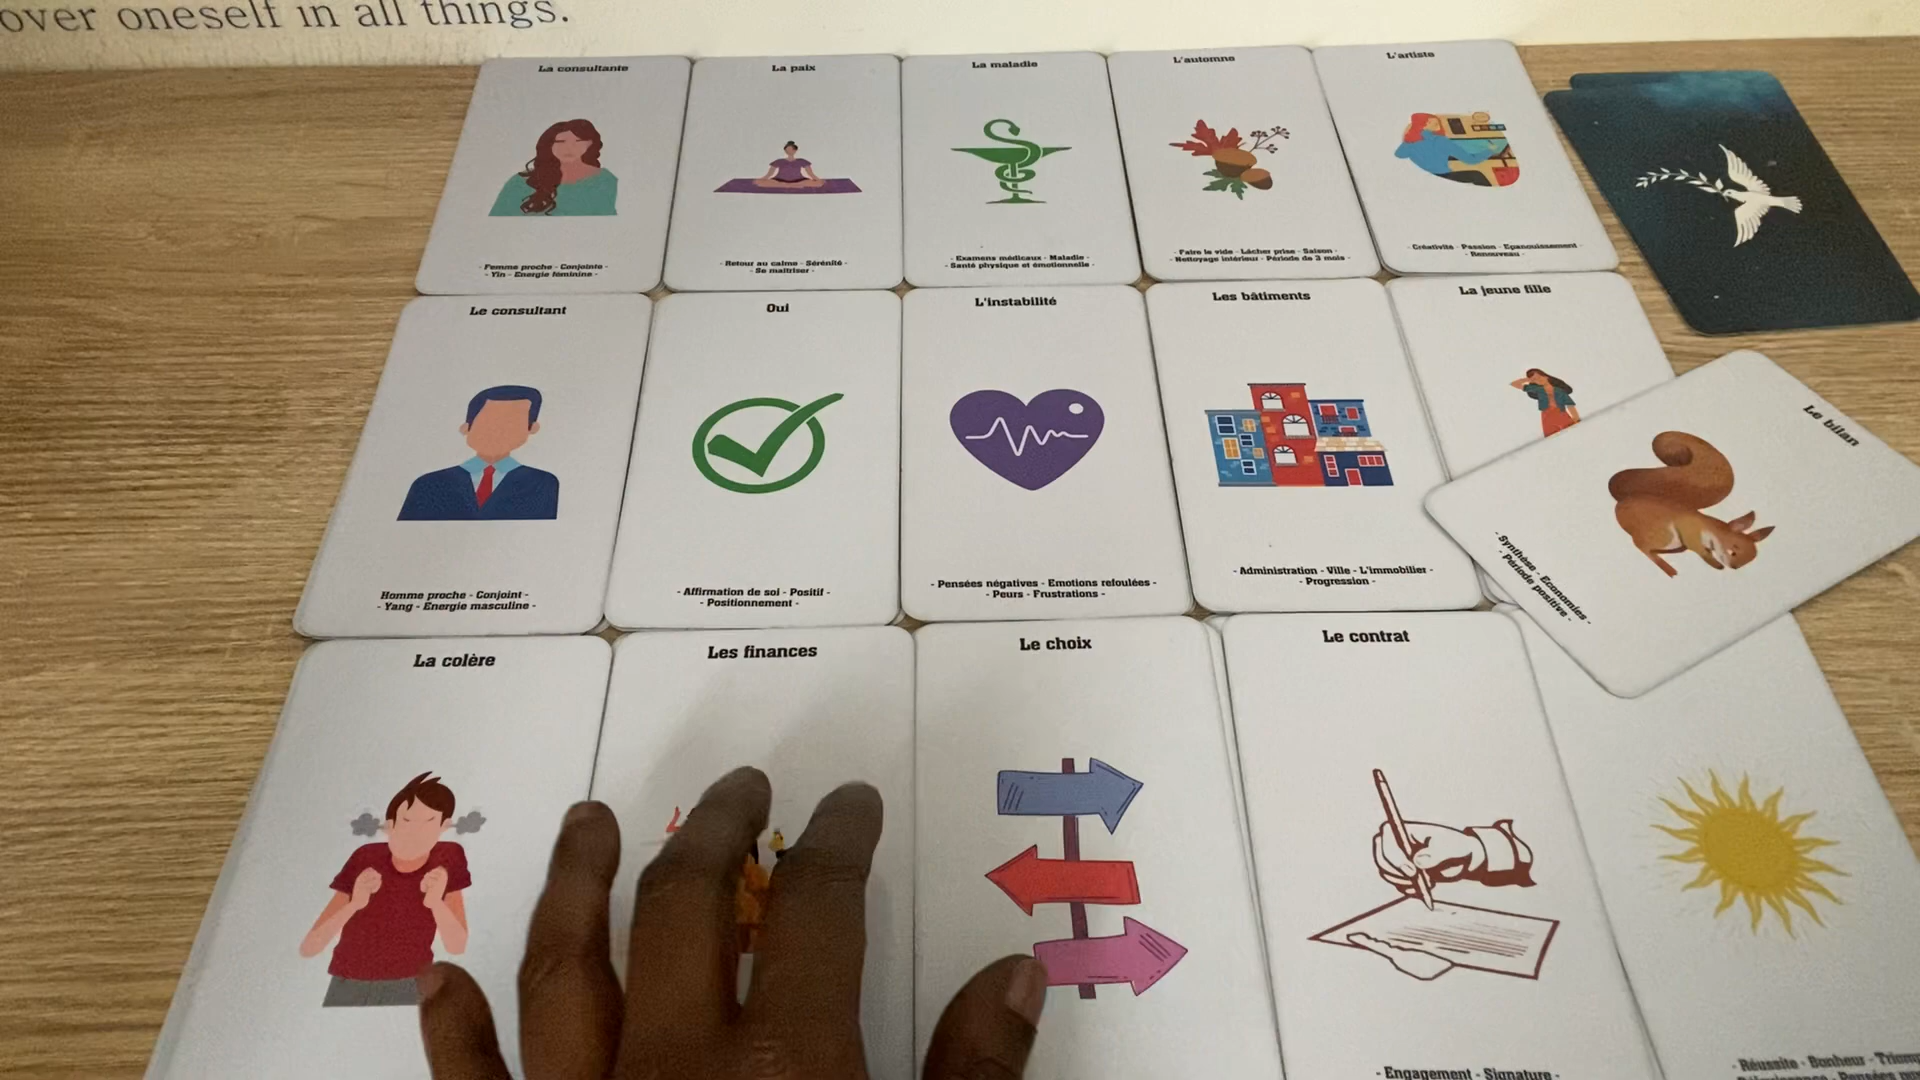 over oneself in all things.
La consultante
- Femme proche - Conjointe -
- Yin - Energie féminine -
La paix
- Retour au calme - Sérénité -
- Se maîtriser -
La maladie
- Examens médicaux - Maladie -
- Santé physique et émotionnelle -
L'automne
- Faire le vide - Lâcher prise - Saison -
- Nettoyage intérieur - Période de 3 mois -
L'artiste
- Créativité - Passion - Epanouissement -
- Renouveau -
Le consultant
Homme proche - Conjoint -
- Yang - Energie masculine -
Oui
- Affirmation de soi - Positif -
- Positionnement -
L'instabilité
- Pensées négatives - Emotions refoulées -
- Peurs - Frustrations -
Les bâtiments
- Administration - Ville - L'immobilier -
- Progression -
La jeune fille
Le bilan
- Synthèse - Economies -
- Période positive -
La colère
Les finances
Le choix
Le contrat
- Engagement - Signature -
- Réussite - Bonheur -